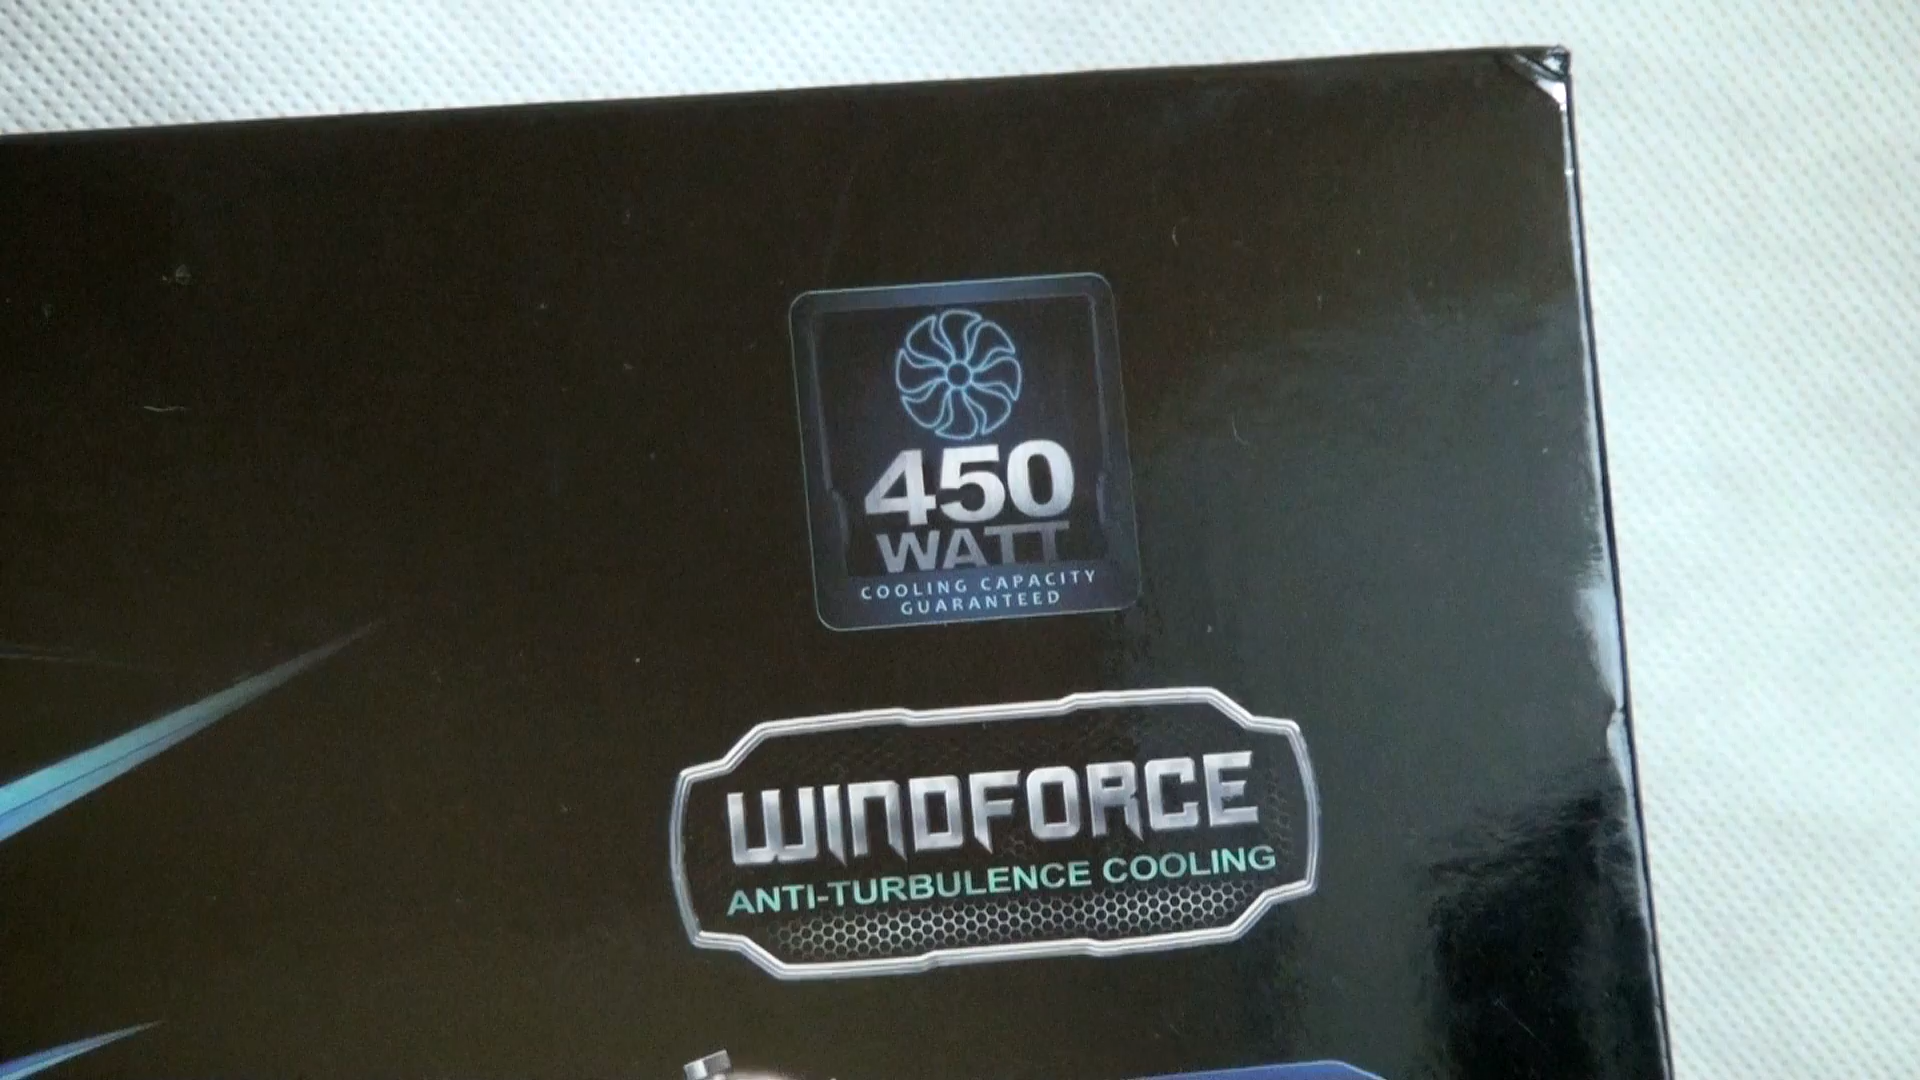 450
WATT
COOLING CAPACITY
GUARANTEED
WINDFORCE
ANTI-TURBULENCE COOLING